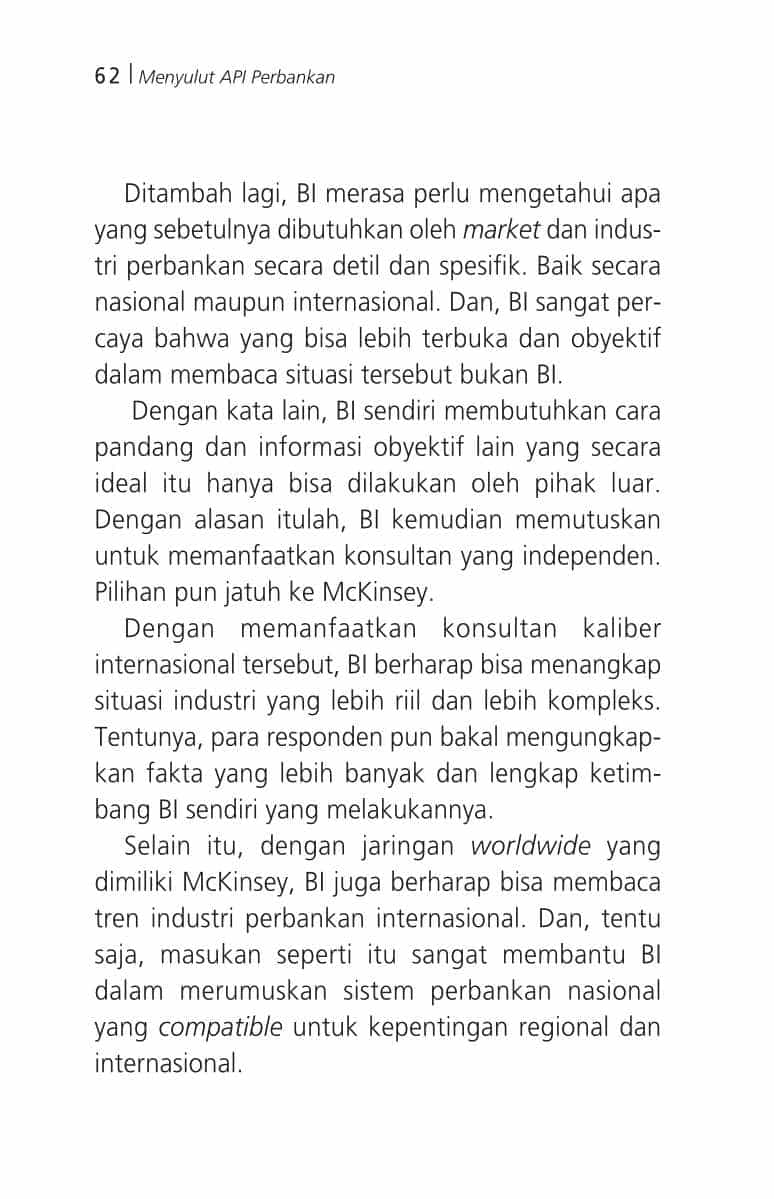 62 | Menyulut API Perbankan
Ditambah lagi, BI merasa perlu mengetahui apa
yang sebetulnya dibutuhkan oleh market dan indus-
tri perbankan secara detil dan spesifik. Baik secara
nasional maupun internasional. Dan, BI sangat per-
caya bahwa yang bisa lebih terbuka dan obyektif
dalam membaca situasi tersebut bukan BI.
Dengan kata lain, BI sendiri membutuhkan cara
pandang dan informasi obyektif lain yang secara
ideal itu hanya bisa dilakukan oleh pihak luar.
Dengan alasan itulah, BI kemudian memutuskan
untuk memanfaatkan konsultan yang independen.
Pilihan pun jatuh ke McKinsey.
Dengan memanfaatkan konsultan kaliber
internasional tersebut, BI berharap bisa menangkap
situasi industri yang lebih riil dan lebih kompleks.
Tentunya, para responden pun bakal mengungkap-
kan fakta yang lebih banyak dan lengkap ketim-
bang BI sendiri yang melakukannya.
Selain itu, dengan jaringan worldwide yang
dimiliki McKinsey, BI juga berharap bisa membaca
tren industri perbankan internasional. Dan, tentu
saja, masukan seperti itu sangat membantu BI
dalam merumuskan sistem perbankan nasional
yang compatible untuk kepentingan regional dan
internasional.